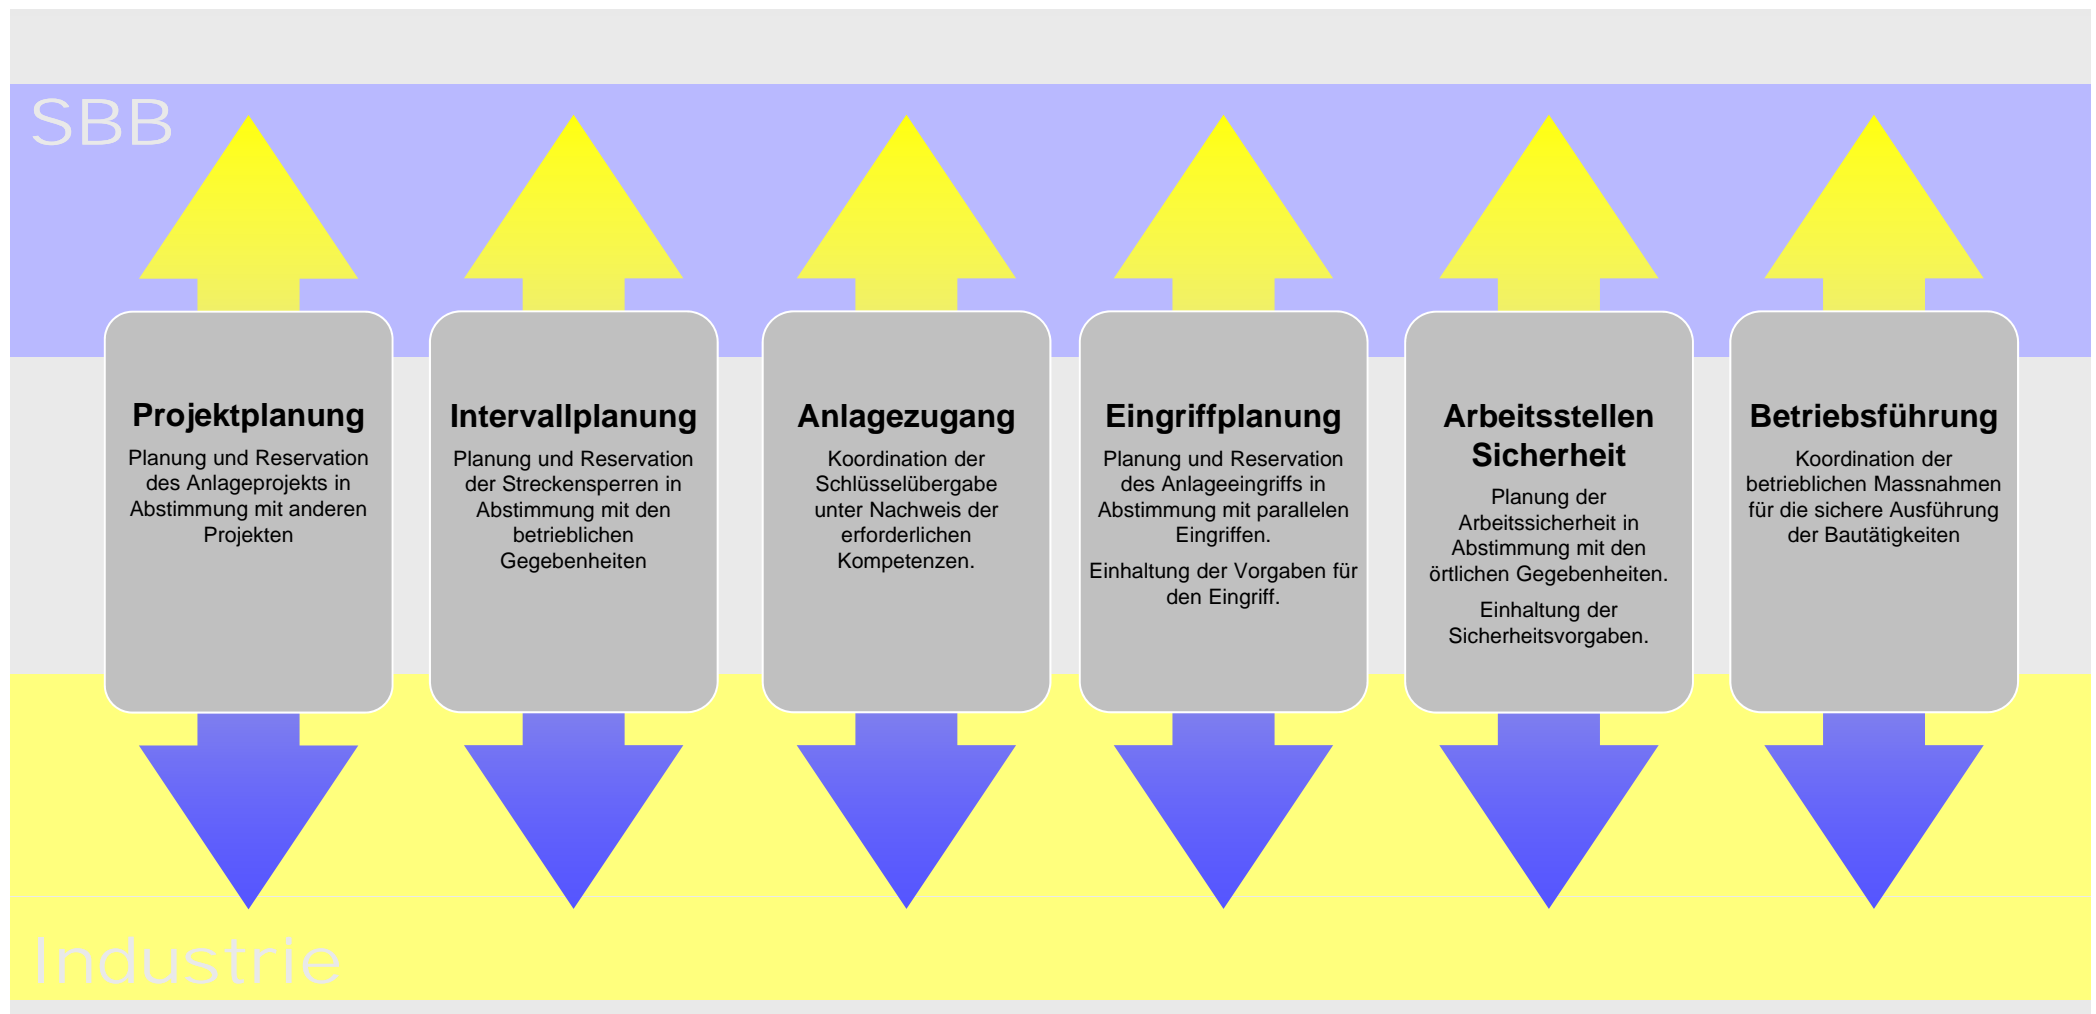 SBB
Projektplanung
Planung und Reservation
des Anlageprojekts in
Abstimmung mit anderen
Projekten
Intervallplanung
Planung und Reservation
der Streckensperren in
Abstimmung mit den
betrieblichen
Gegebenheiten
Anlagezugang
Koordination der
Schlüsselübergabe
unter Nachweis der
erforderlichen
Kompetenzen.
Eingriffplanung
Planung und Reservation
des Anlageeingriffs in
Abstimmung mit parallelen
Eingriffen.
Einhaltung der Vorgaben für
den Eingriff.
Arbeitsstellen
Sicherheit
Planung der
Arbeitssicherheit in
Abstimmung mit den
örtlichen Gegebenheiten.
Einhaltung der
Sicherheitsvorgaben.
Betriebsführung
Koordination der
betrieblichen Massnahmen
für die sichere Ausführung
der Bautätigkeiten
Industrie